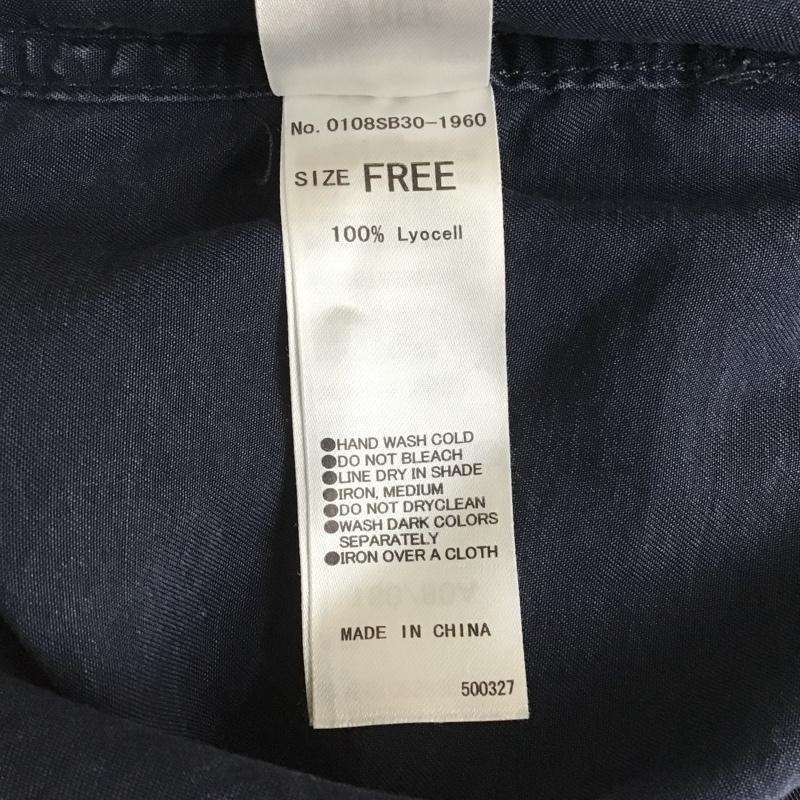 No. 0108SB30-1960
SIZE FREE
100% Lyocell
●HAND WASH COLD
●DO NOT BLEACH
●LINE DRY IN SHADE
●IRON, MEDIUM
●DO NOT DRYCLEAN
●WASH DARK COLORS
SEPARATELY
●IRON OVER A CLOTH
MADE IN CHINA
500327